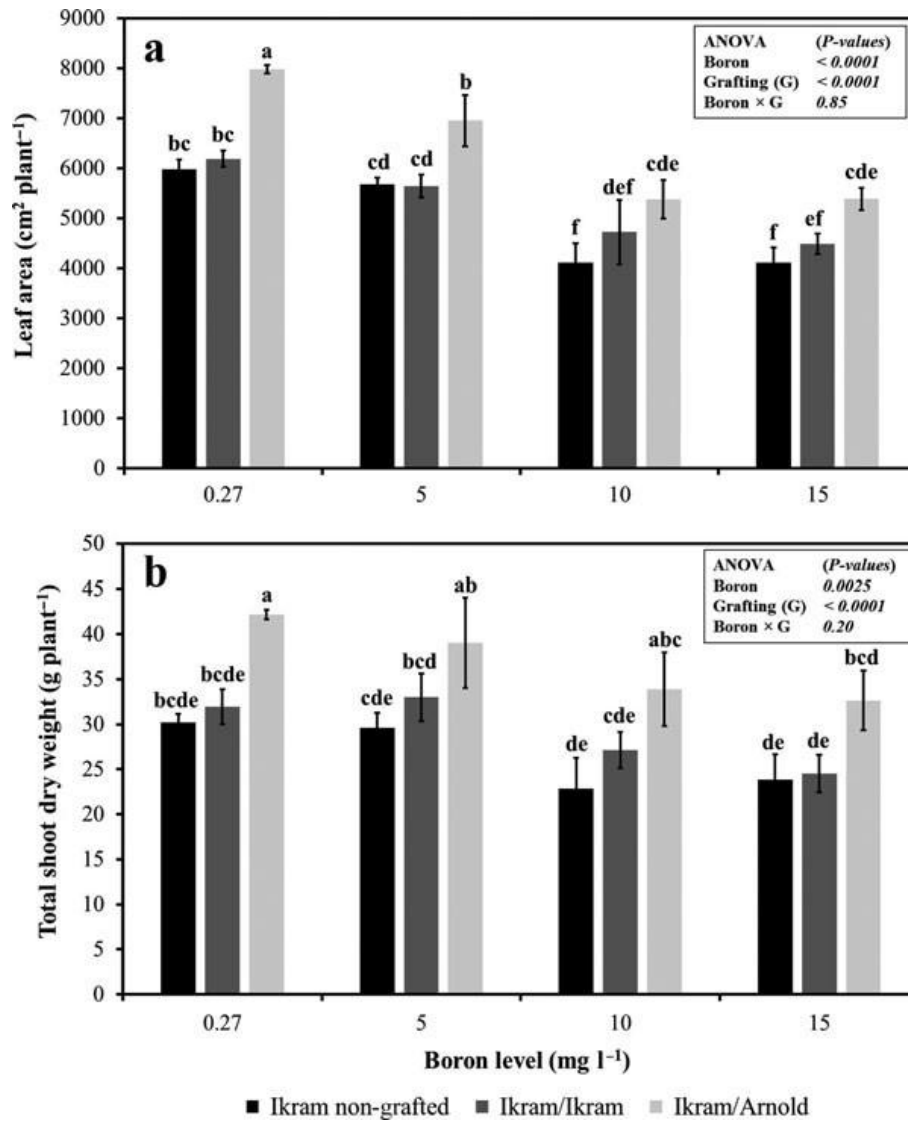 a
Leaf area (cm² plant⁻¹)
9000
8000
7000
6000
5000
4000
3000
2000
1000
0
ANOVA (P-values)
Boron < 0.0001
Grafting (G) < 0.0001
Boron × G 0.85
bc bc a
cd cd b
f def cde
f ef cde
0.27 5 10 15
b
Total shoot dry weight (g plant⁻¹)
50
45
40
35
30
25
20
15
10
5
0
ANOVA (P-values)
Boron 0.0025
Grafting (G) < 0.0001
Boron × G 0.20
bcde bcde a
cde bcd ab
de cde abc
de de bcd
0.27 5 10 15
Boron level (mg l⁻¹)
Ikram non-grafted Ikram/Ikram Ikram/Arnold